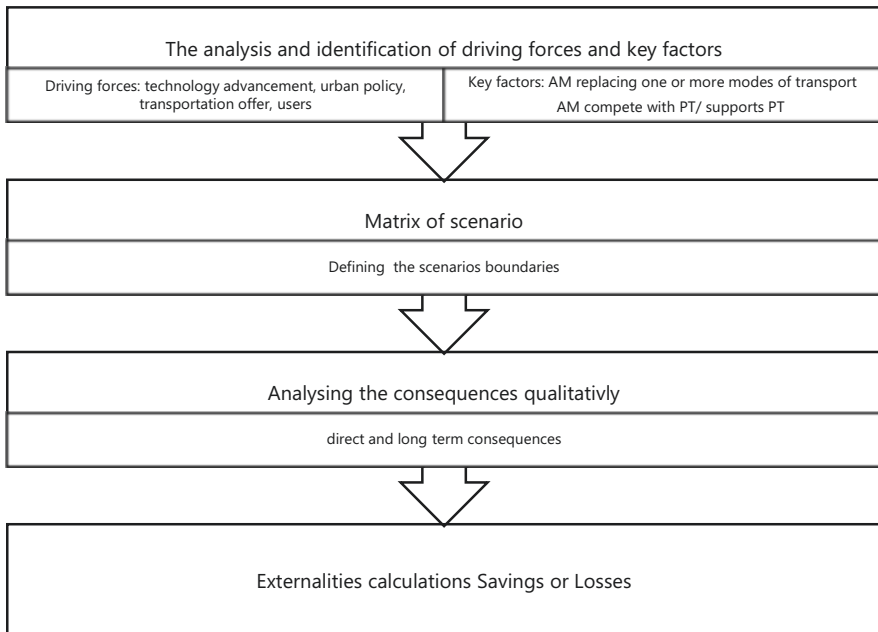 The analysis and identification of driving forces and key factors
Driving forces: technology advancement, urban policy,
transportation offer, users
Key factors: AM replacing one or more modes of transport
AM compete with PT/ supports PT
Matrix of scenario
Defining the scenarios boundaries
Analysing the consequences qualitativly
direct and long term consequences
Externalities calculations Savings or Losses